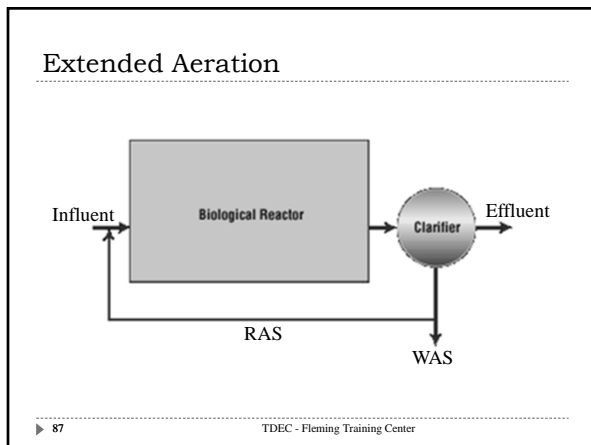 Extended Aeration
Influent
Biological Reactor
Clarifier
Effluent
RAS
WAS
87 TDEC - Fleming Training Center